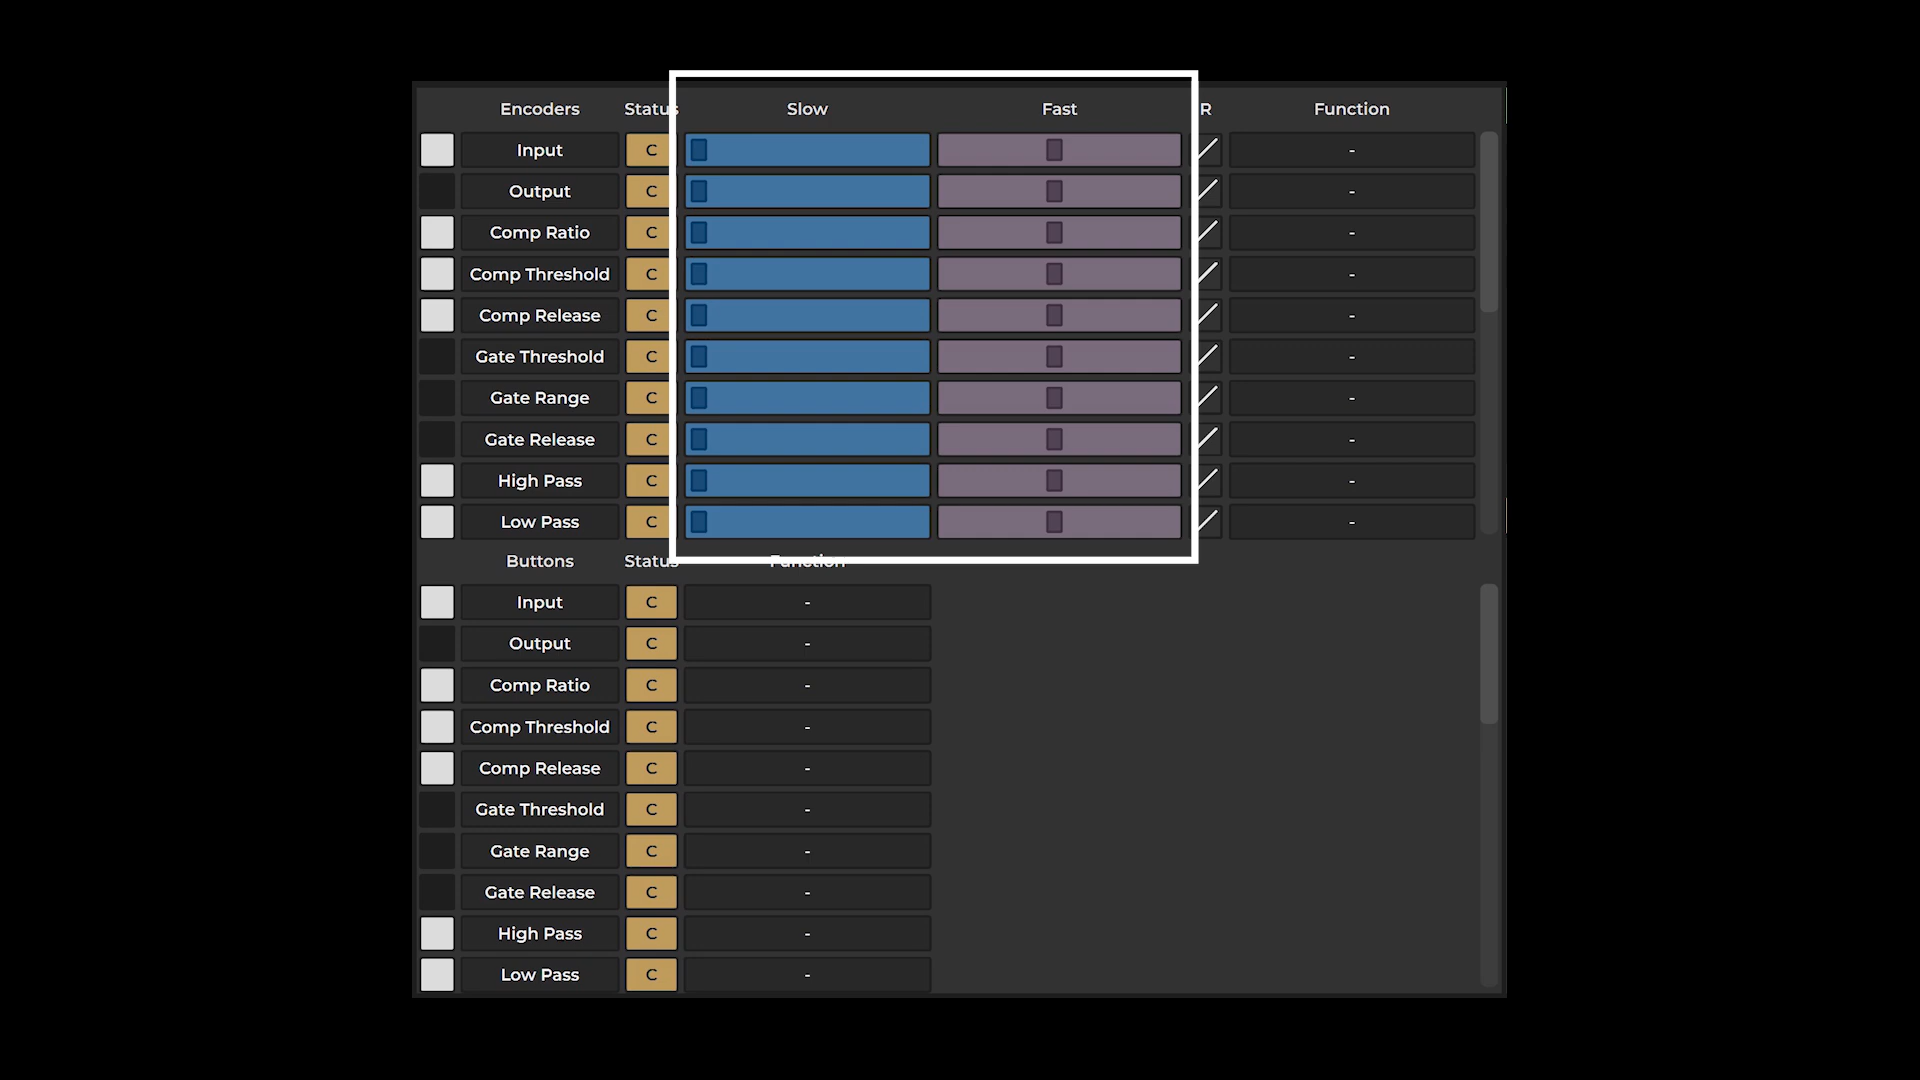 Encoders Status Slow Fast R Function
Input C -
Output C -
Comp Ratio C -
Comp Threshold C -
Comp Release C -
Gate Threshold C -
Gate Range C -
Gate Release C -
High Pass C -
Low Pass C -
Buttons Status Function
Input C -
Output C -
Comp Ratio C -
Comp Threshold C -
Comp Release C -
Gate Threshold C -
Gate Range C -
Gate Release C -
High Pass C -
Low Pass C -